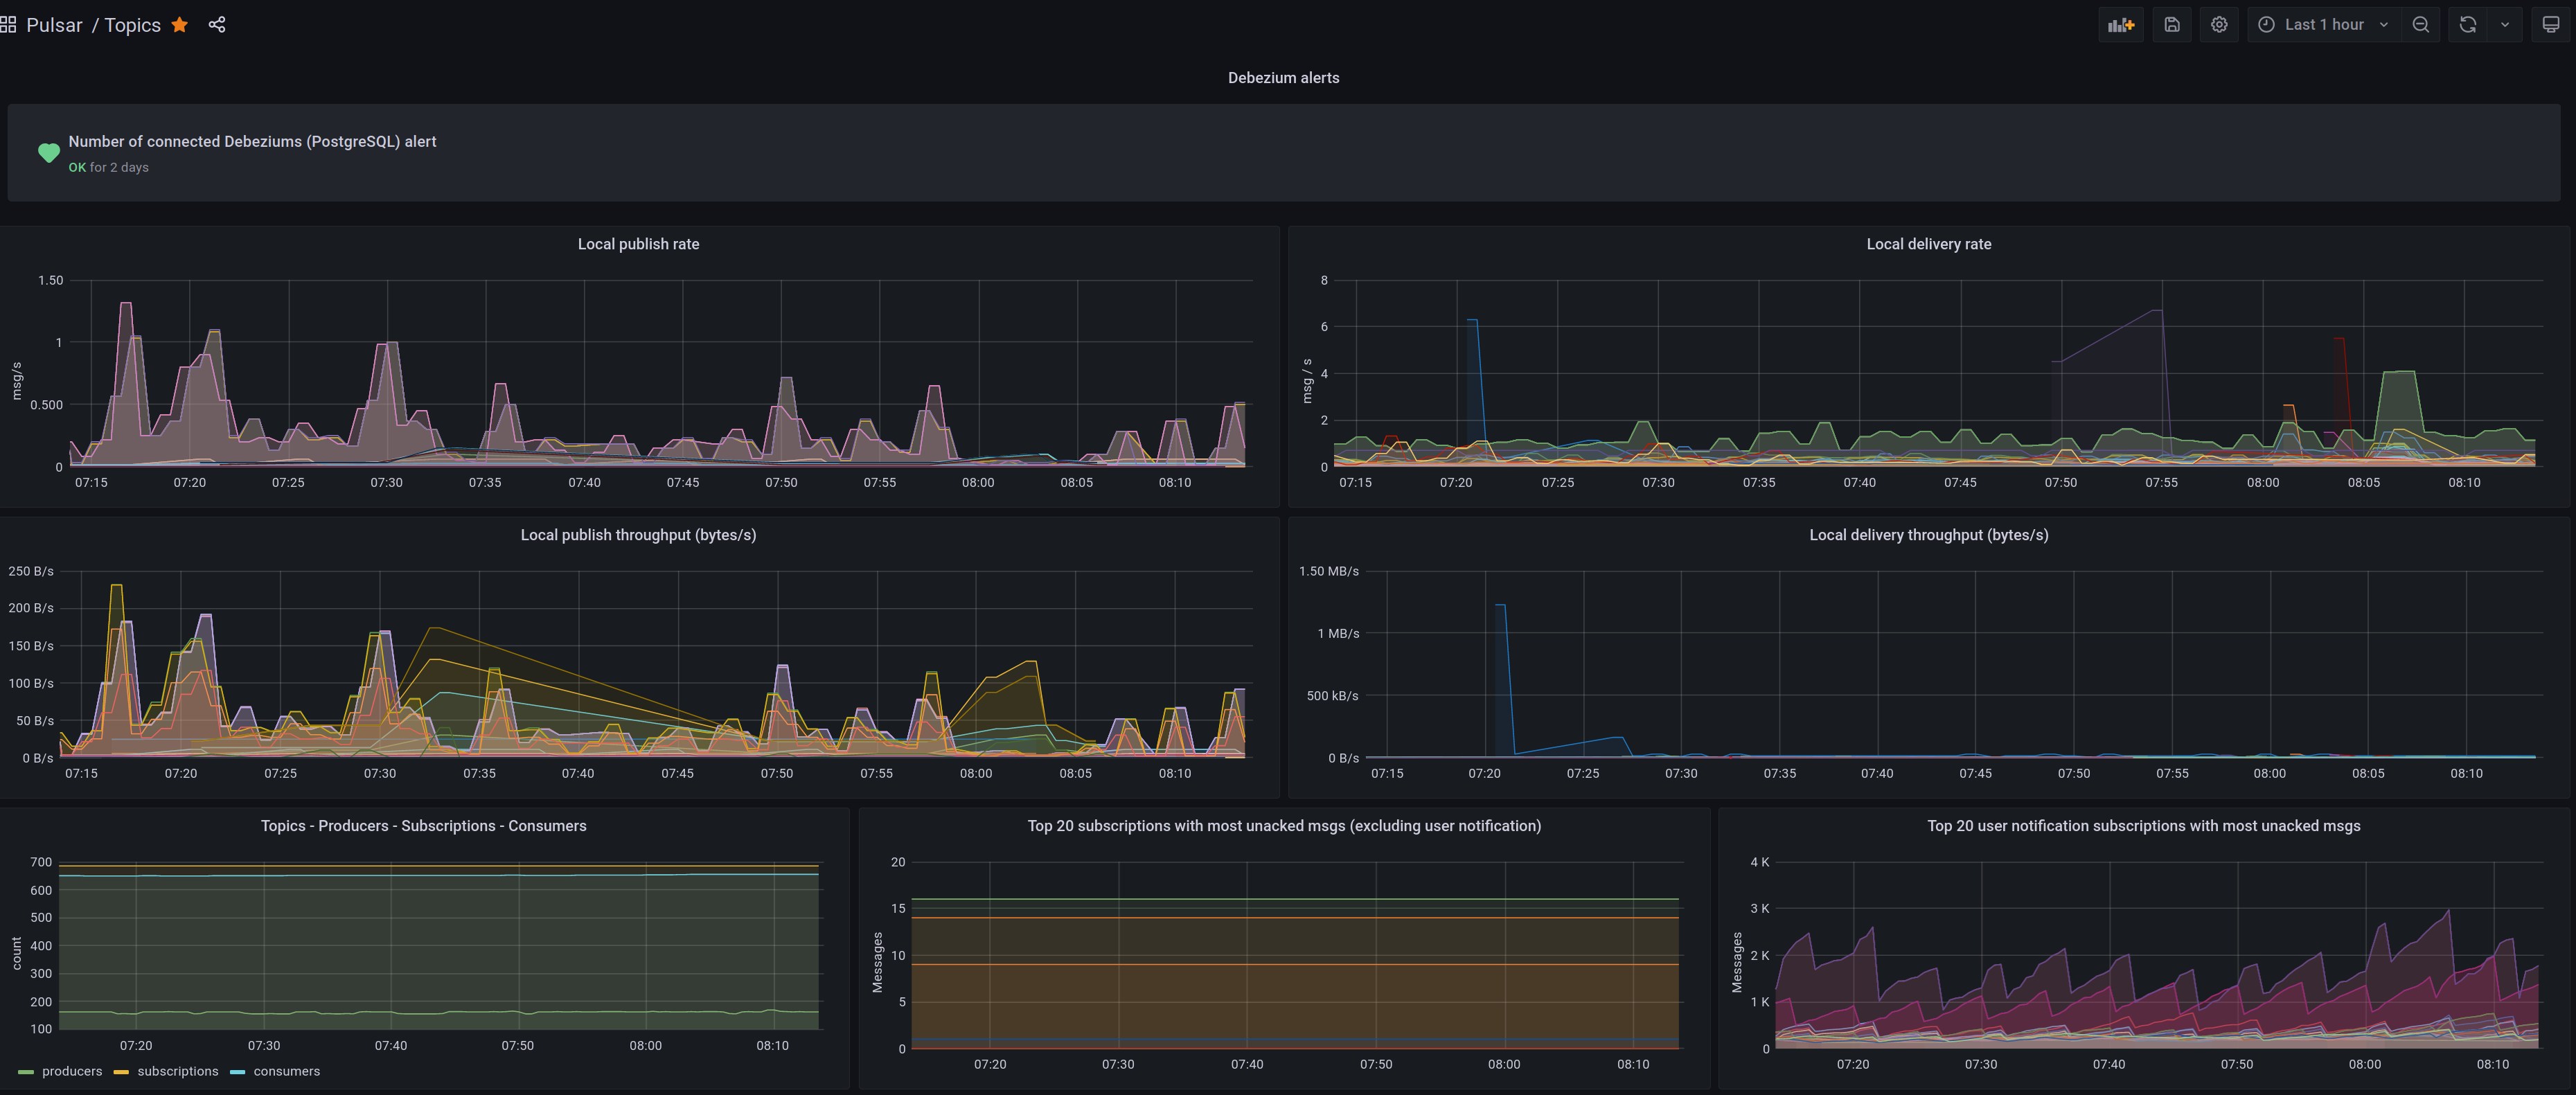 Pulsar / Topics
Last 1 hour
Debezium alerts
Number of connected Debeziums (PostgreSQL) alert
OK for 2 days
Local publish rate
1.50
1
0.500
0
msg/s
07:15 07:20 07:25 07:30 07:35 07:40 07:45 07:50 07:55 08:00 08:05 08:10
Local delivery rate
8
6
4
2
0
msg / s
07:15 07:20 07:25 07:30 07:35 07:40 07:45 07:50 07:55 08:00 08:05 08:10
Local publish throughput (bytes/s)
250 B/s
200 B/s
150 B/s
100 B/s
50 B/s
0 B/s
07:15 07:20 07:25 07:30 07:35 07:40 07:45 07:50 07:55 08:00 08:05 08:10
Local delivery throughput (bytes/s)
1.50 MB/s
1 MB/s
500 kB/s
0 B/s
07:15 07:20 07:25 07:30 07:35 07:40 07:45 07:50 07:55 08:00 08:05 08:10
Topics - Producers - Subscriptions - Consumers
700
600
500
400
300
200
100
count
07:20 07:30 07:40 07:50 08:00 08:10
producers subscriptions consumers
Top 20 subscriptions with most unacked msgs (excluding user notification)
20
15
10
5
0
Messages
07:20 07:30 07:40 07:50 08:00 08:10
Top 20 user notification subscriptions with most unacked msgs
4 K
3 K
2 K
1 K
0
Messages
07:20 07:30 07:40 07:50 08:00 08:10